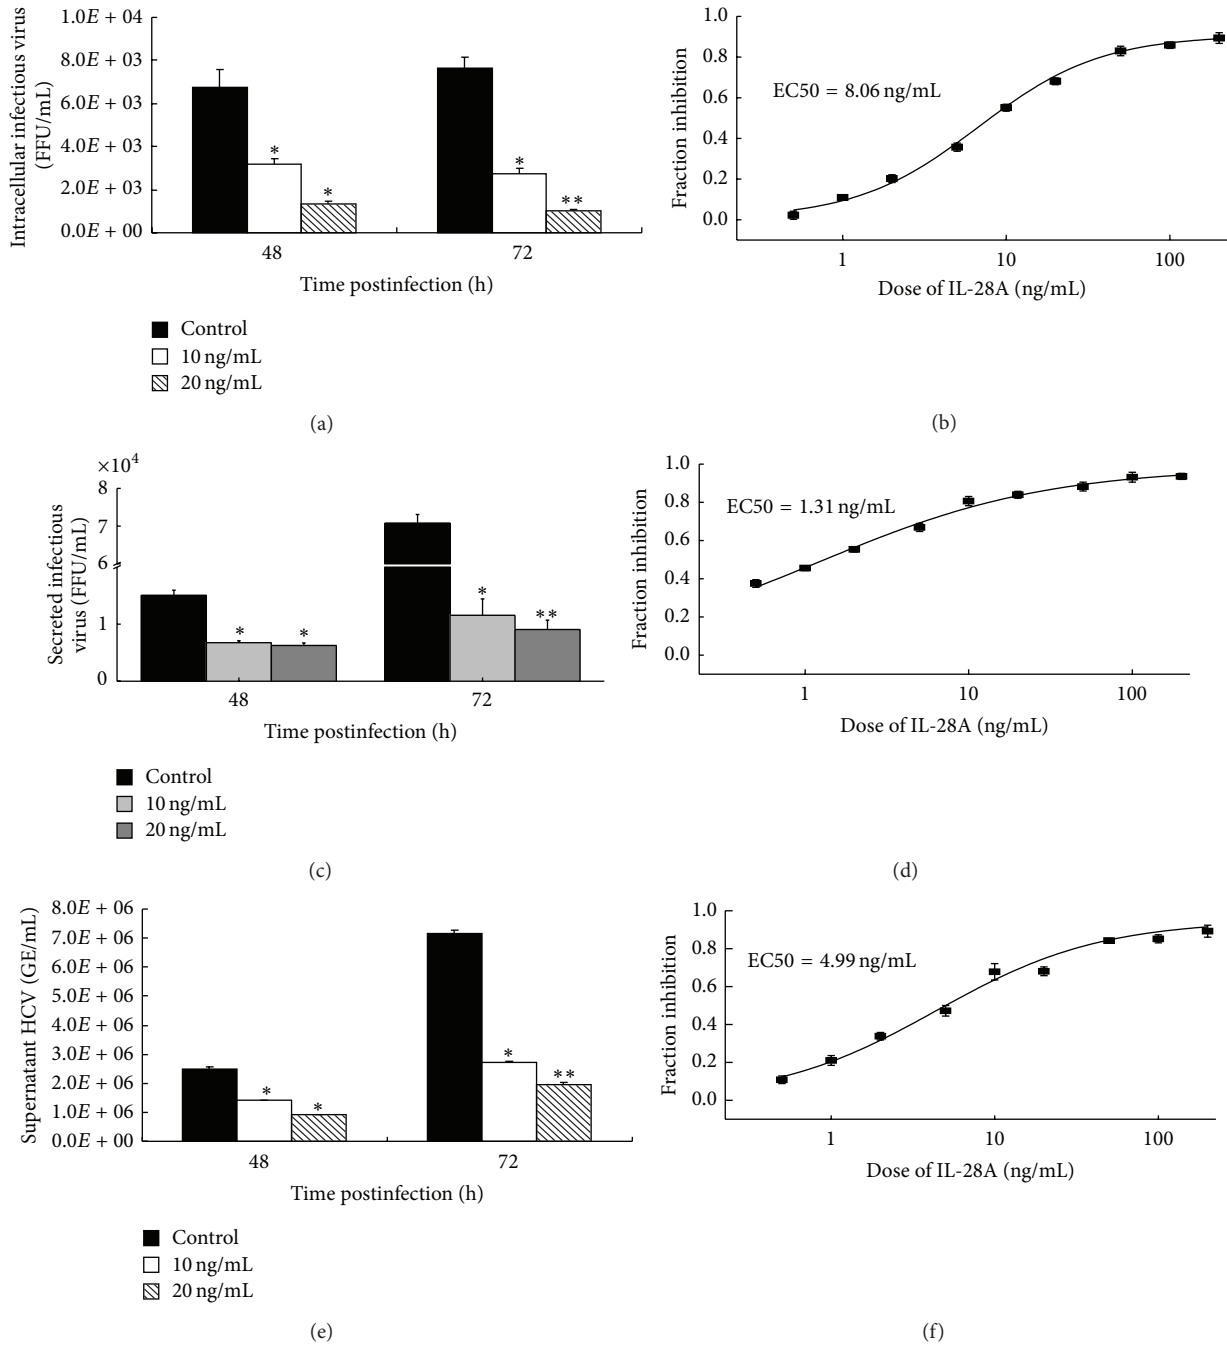 Intracellular infectious virus
(FFU/mL)
1.0E + 04
8.0E + 03
6.0E + 03
4.0E + 03
2.0E + 03
0.0E + 00
*
*
*
**
48
72
Time postinfection (h)
Control
10 ng/mL
20 ng/mL
(a)
Fraction inhibition
1.0
0.8
0.6
0.4
0.2
0.0
EC50 = 8.06 ng/mL
1
10
100
Dose of IL-28A (ng/mL)
(b)
Secreted infectious
virus (FFU/mL)
×10⁴
8
7
6
1
0
*
*
*
**
48
72
Time postinfection (h)
Control
10 ng/mL
20 ng/mL
(c)
Fraction inhibition
1.0
0.8
0.6
0.4
0.2
0.0
EC50 = 1.31 ng/mL
1
10
100
Dose of IL-28A (ng/mL)
(d)
Supernatant HCV (GE/mL)
8.0E + 06
7.0E + 06
6.0E + 06
5.0E + 06
4.0E + 06
3.0E + 06
2.0E + 06
1.0E + 06
0.0E + 00
*
*
*
**
48
72
Time postinfection (h)
Control
10 ng/mL
20 ng/mL
(e)
Fraction inhibition
1.0
0.8
0.6
0.4
0.2
0.0
EC50 = 4.99 ng/mL
1
10
100
Dose of IL-28A (ng/mL)
(f)